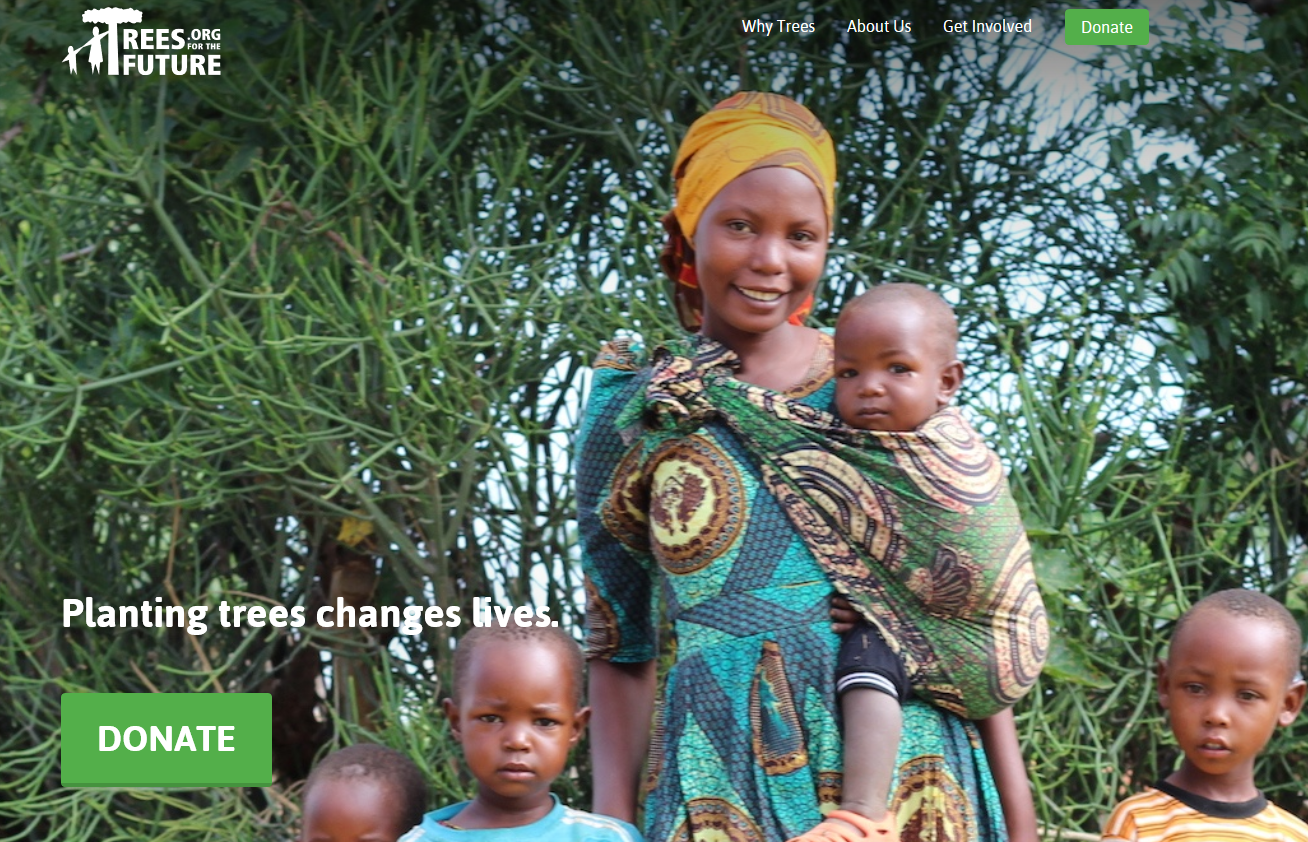 TREES.ORG
FOR THE
FUTURE
Why Trees
About Us
Get Involved
Donate
Planting trees changes lives.
DONATE